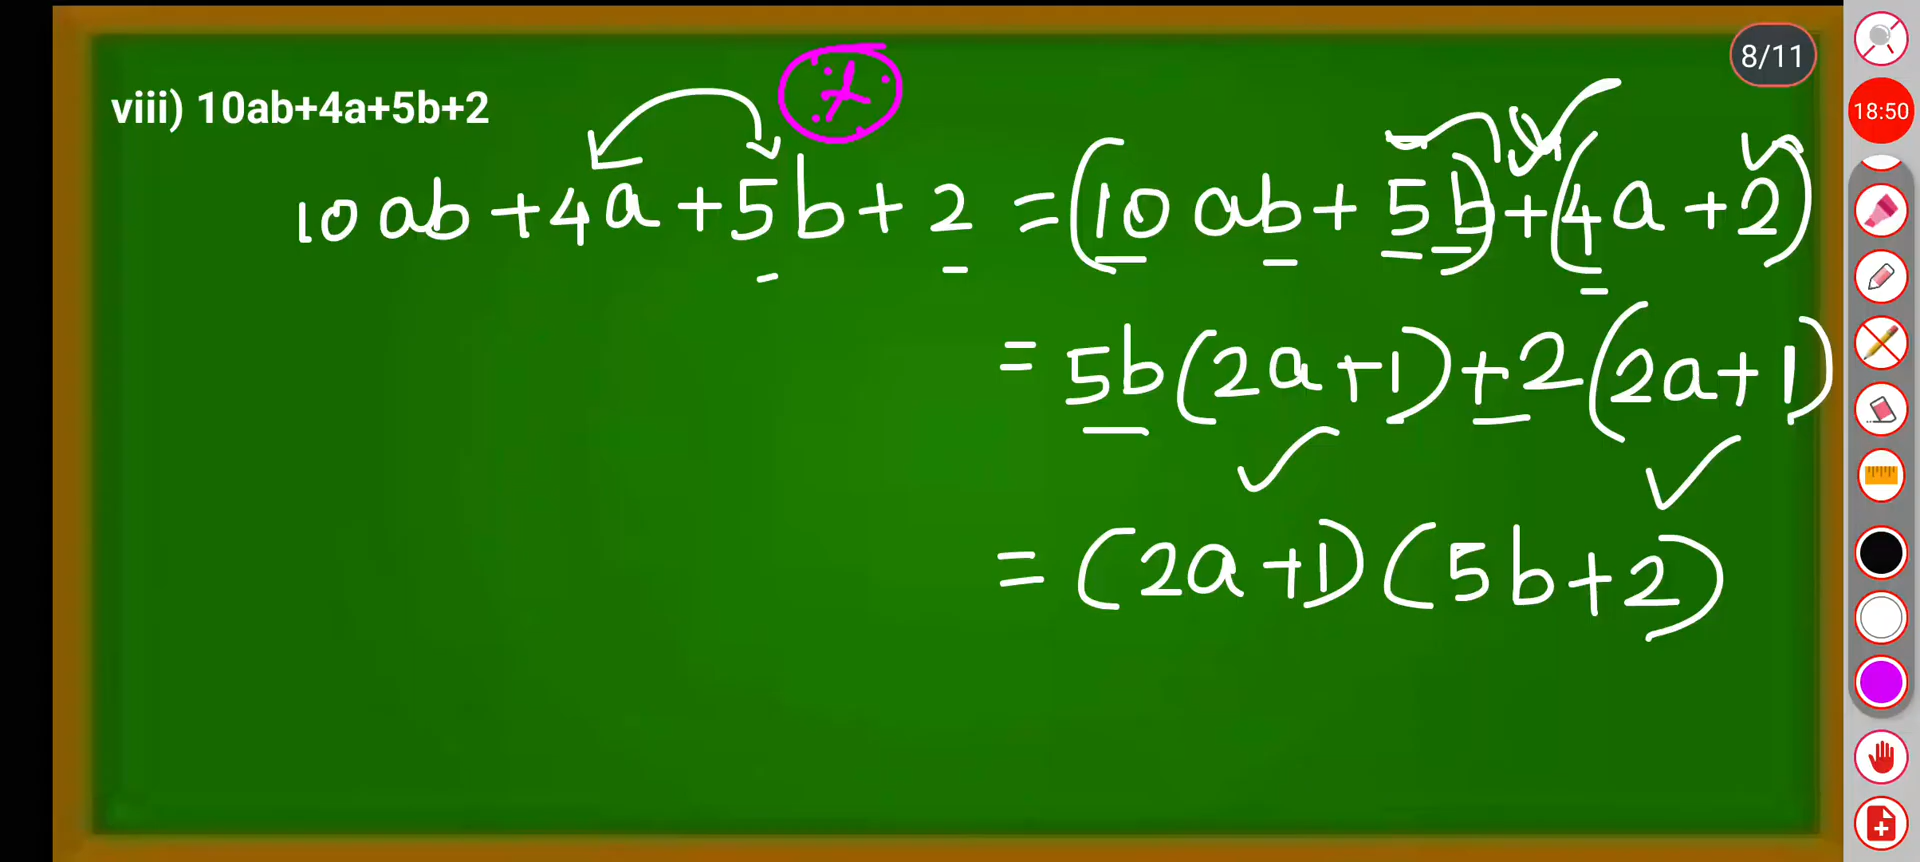 8/11
18:50
viii) 10ab+4a+5b+2
10ab+4a+5b+2 = (10ab+5b)+(4a+2)
= 5b(2a+1)+2(2a+1)
= (2a+1)(5b+2)